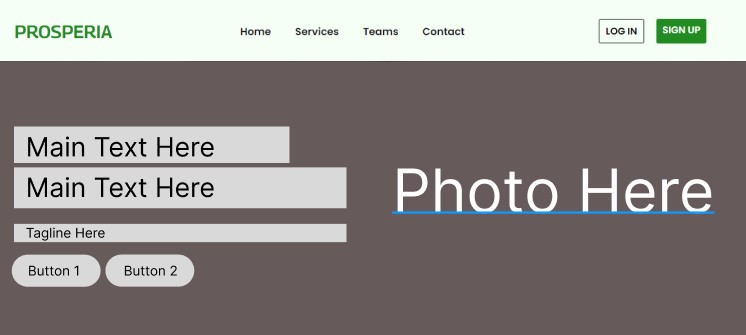 PROSPERIA
Home Services Teams Contact
LOG IN SIGN UP
Main Text Here
Main Text Here
Tagline Here
Button 1 Button 2
Photo Here